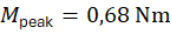 M_peak = 0,68 Nm